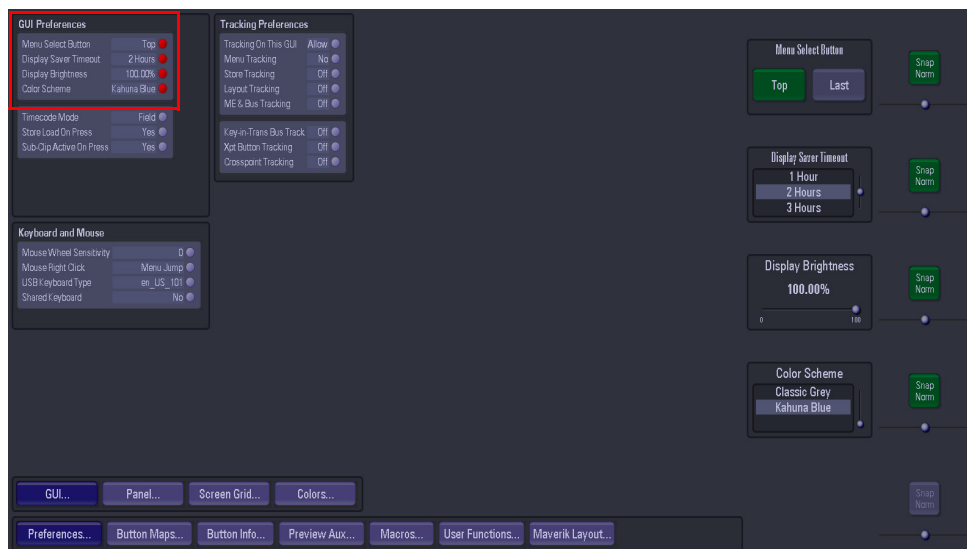 GUI Preferences
Menu Select Button Top
Display Saver Timeout 2 Hours
Display Brightness 100.00%
Color Scheme Kahuna Blue
Timecode Mode Field
Store Load On Press Yes
Sub-Clip Active On Press Yes
Tracking Preferences
Tracking On This GUI Allow
Menu Tracking No
Store Tracking Off
Layout Tracking Off
ME & Bus Tracking Off
Key-in-Trans Bus Track Off
Xpt Button Tracking Off
Crosspoint Tracking Off
Keyboard and Mouse
Mouse Wheel Sensitivity 0
Mouse Right Click Menu Jump
USB Keyboard Type en_US_101
Shared Keyboard No
Menu Select Button
Top Last
Snap
Norm
Display Saver Timeout
1 Hour
2 Hours
3 Hours
Snap
Norm
Display Brightness
100.00%
0 100
Snap
Norm
Color Scheme
Classic Grey
Kahuna Blue
Snap
Norm
Snap
Norm
GUI... Panel... Screen Grid... Colors...
Preferences... Button Maps... Button Info... Preview Aux... Macros... User Functions... Maverik Layout...